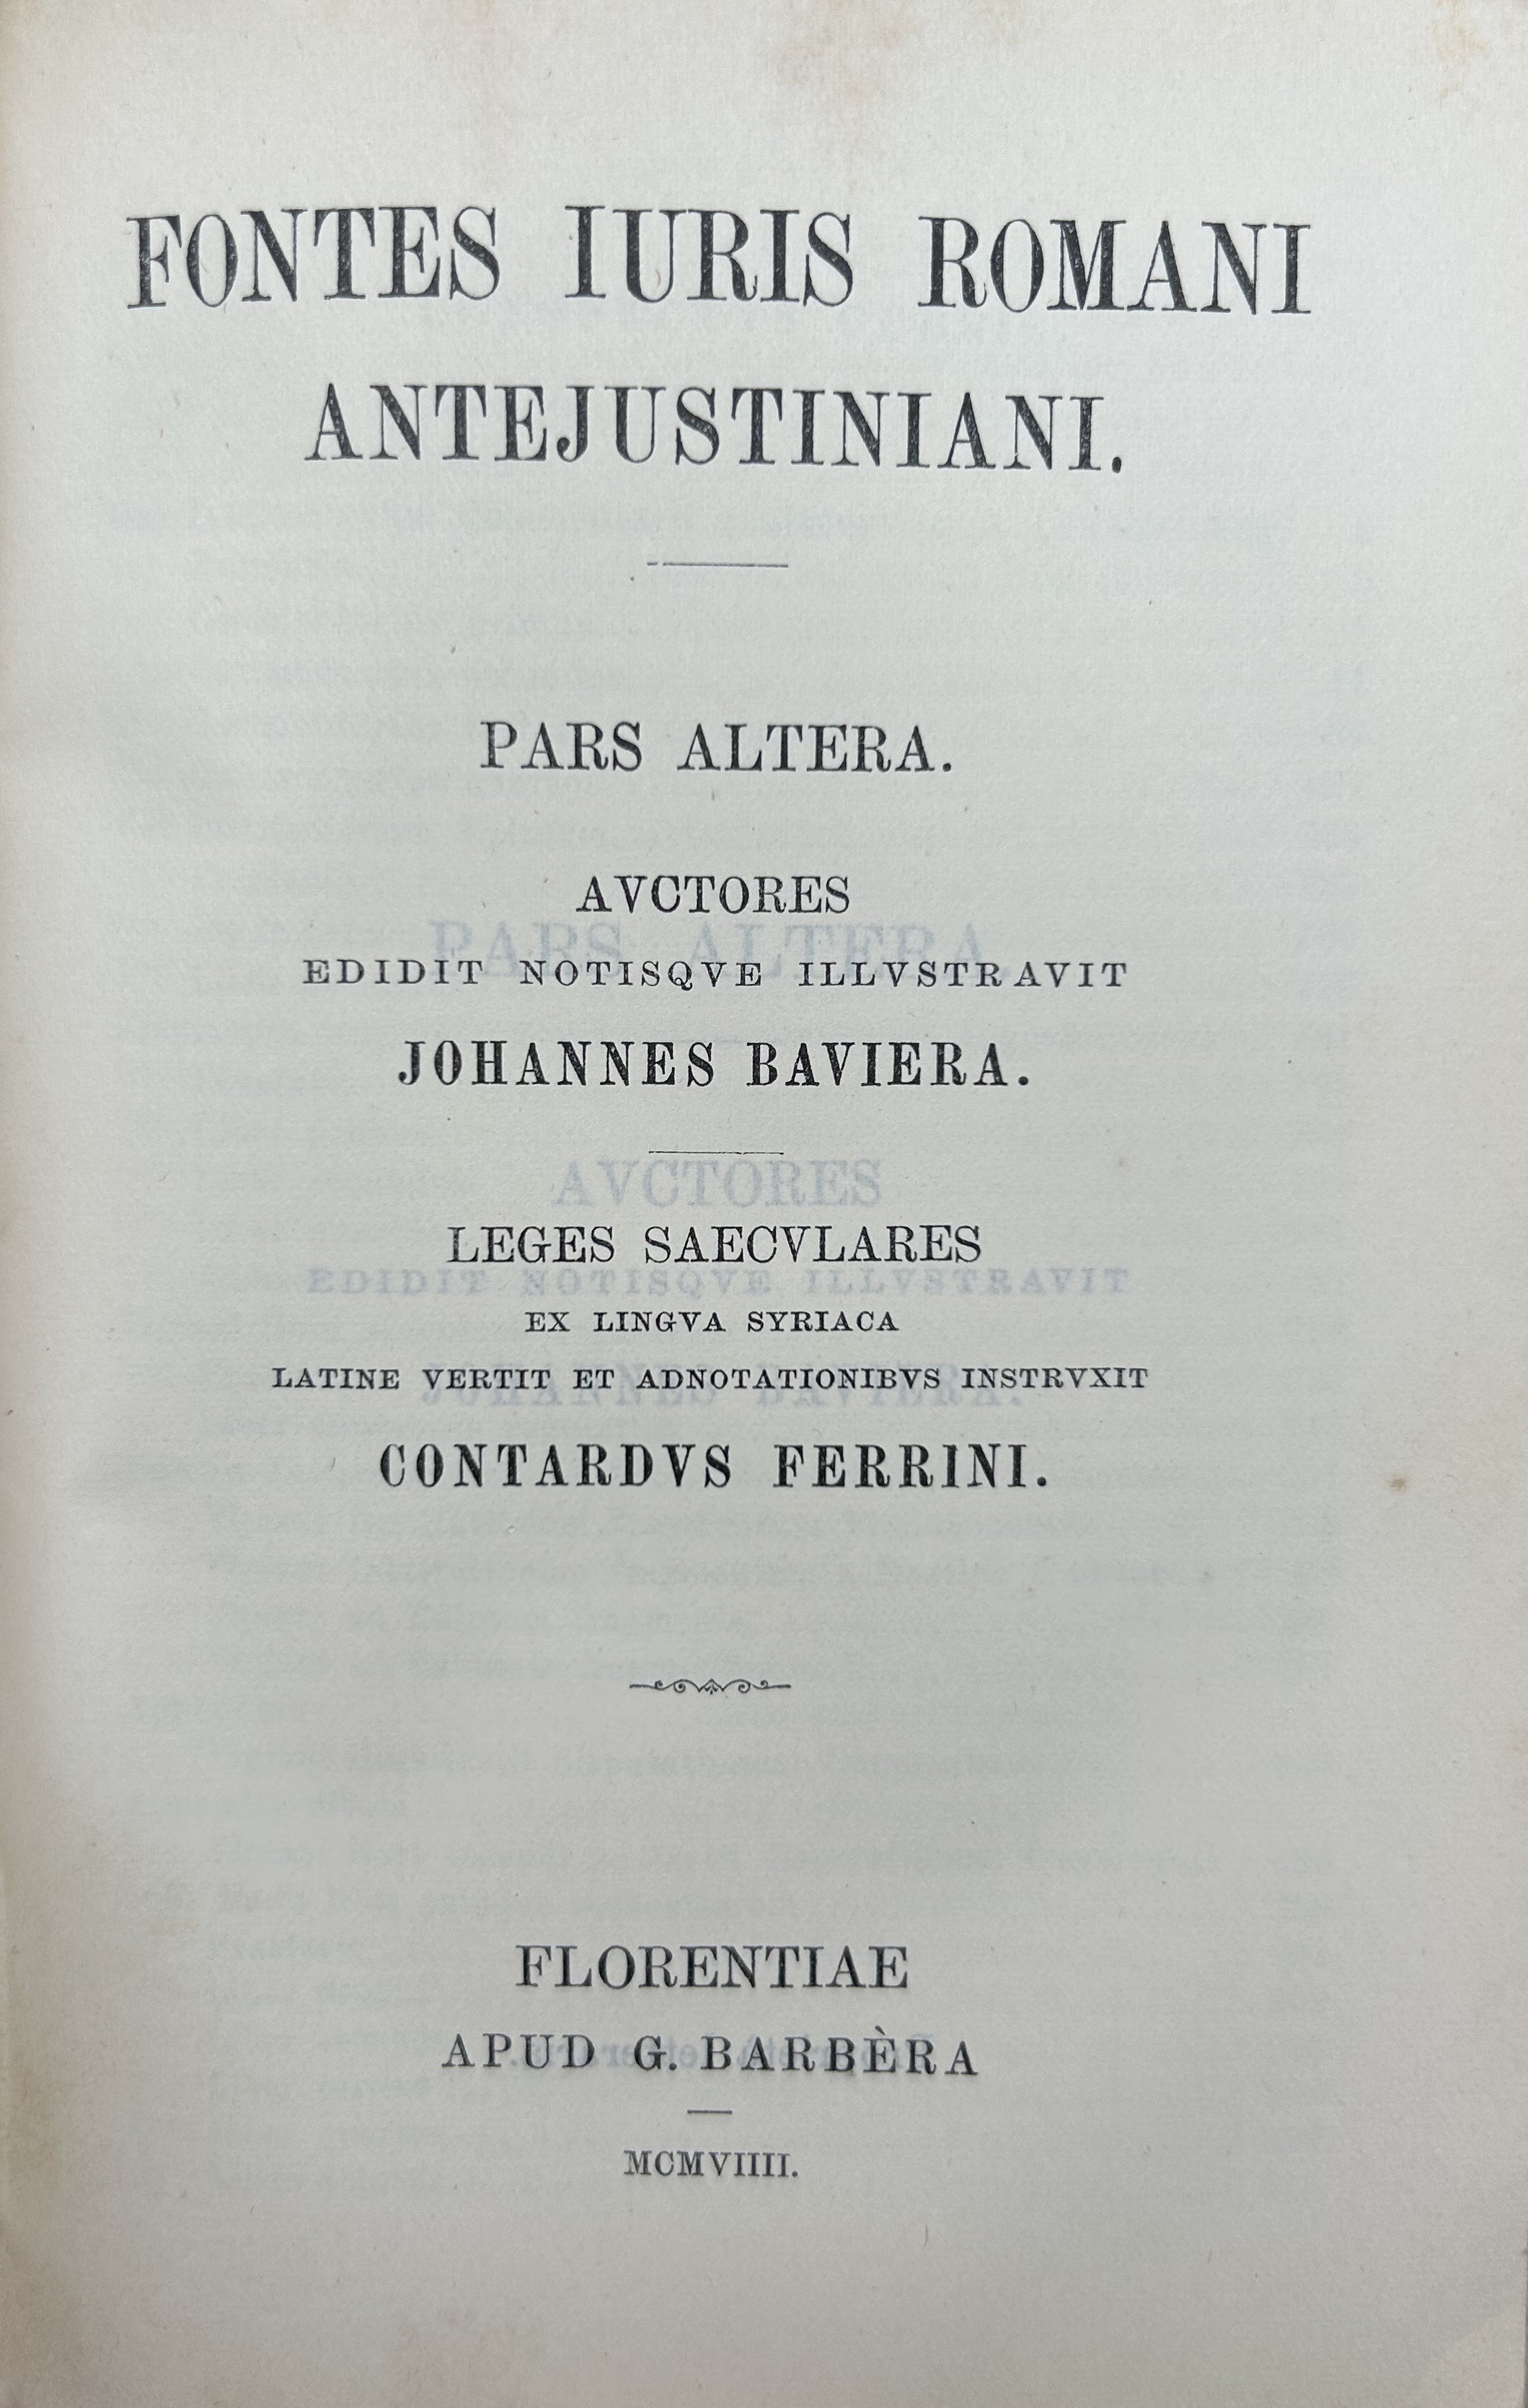 FONTES IURIS ROMANI
ANTEJUSTINIANI.
PARS ALTERA.
AVCTORES
EDIDIT NOTISQVE ILLVSTRAVIT
JOHANNES BAVIERA.
LEGES SAECVLARES
EX LINGVA SYRIACA
LATINE VERTIT ET ADNOTATIONIBVS INSTRVXIT
CONTARDVS FERRINI.
FLORENTIAE
APUD G. BARBÈRA
MCMVIIII.